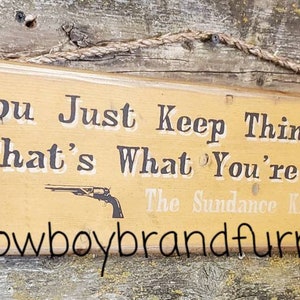 ou Just Keep Thin
hat's What You're
The Sundance K
owboybrandfurn